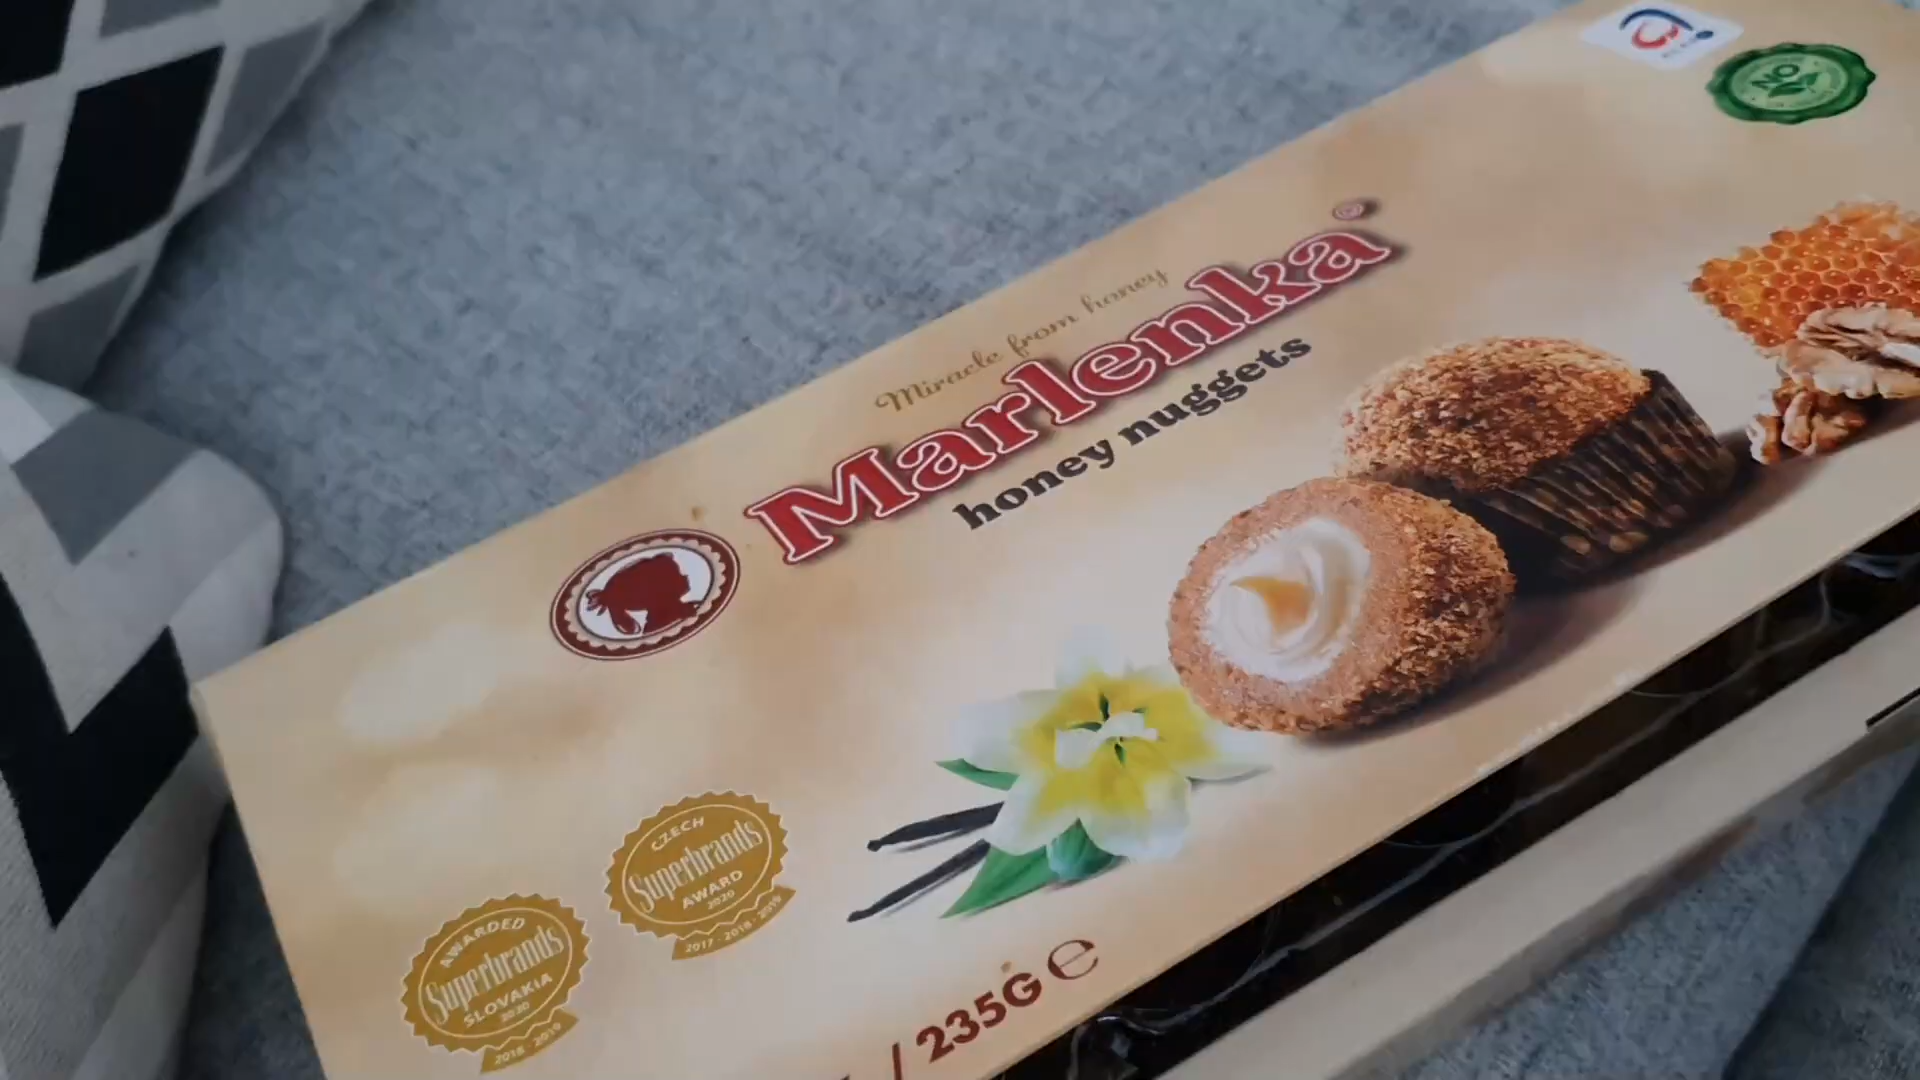 Miracle from honey
Marlenka®
honey nuggets
NO
CZECH
Superbrands
AWARD
2020
2017 · 2018 · 2019
AWARDED
Superbrands
SLOVAKIA
2020
2018 · 2019
/ 235G ℮